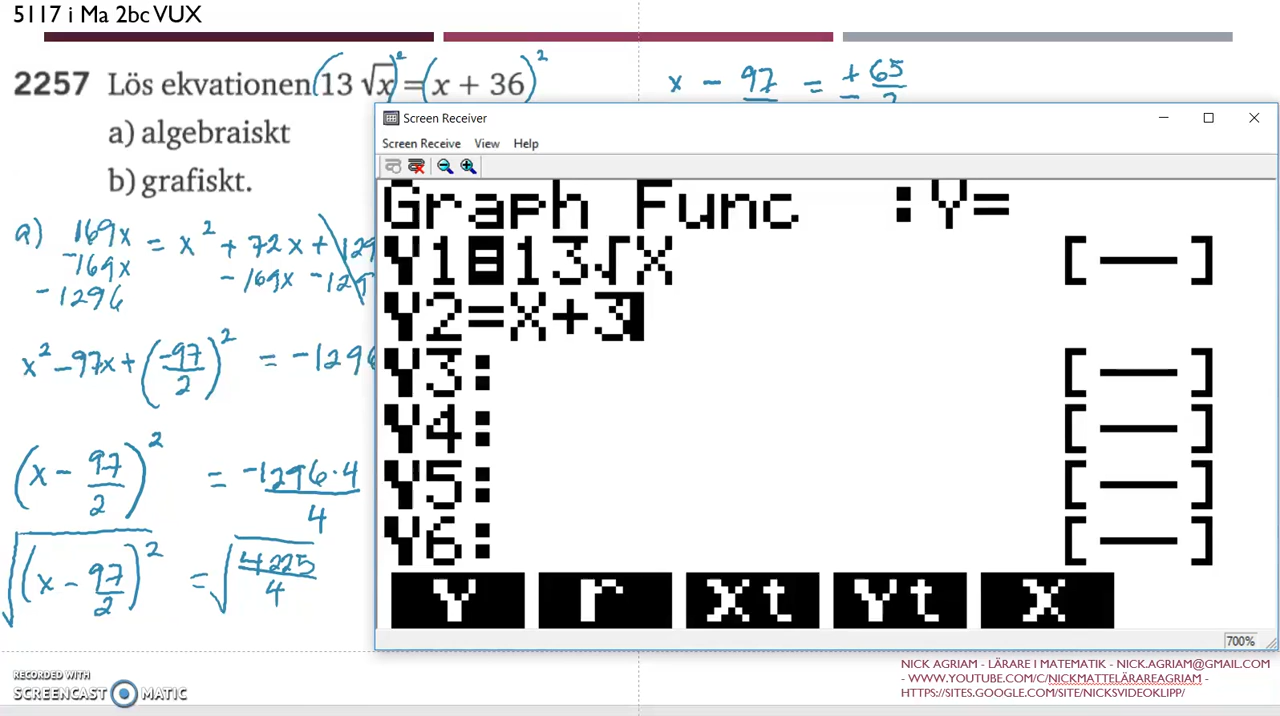 5117 i Ma 2bc VUX
2257 Lös ekvationen (13 √x)² = (x + 36)²
a) algebraiskt
b) grafiskt.
a) 169x = x² + 72x + 129
-169x - 169x - 129
-1296
x² - 97x + (-97/2)² = -1296
(x - 97/2)² = -1296·4/4
√(x - 97/2)² = √4225/4
x - 97 = ± 65/2
Screen Receiver
Screen Receive View Help
Graph Func :Y=
Y1=13√X [—]
Y2=X+3
Y3: [—]
Y4: [—]
Y5: [—]
Y6: [—]
Y r Xt Yt X
700%
RECORDED WITH
SCREENCAST MATIC
NICK AGRIAM - LÄRARE I MATEMATIK - NICK.AGRIAM@GMAIL.COM
- WWW.YOUTUBE.COM/C/NICKMATTELÄRAREAGRIAM -
HTTPS://SITES.GOOGLE.COM/SITE/NICKSVIDEOKLIPP/